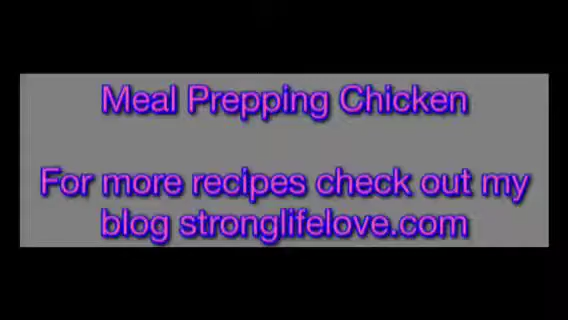 Meal Prepping Chicken
For more recipes check out my
blog stronglifelove.com